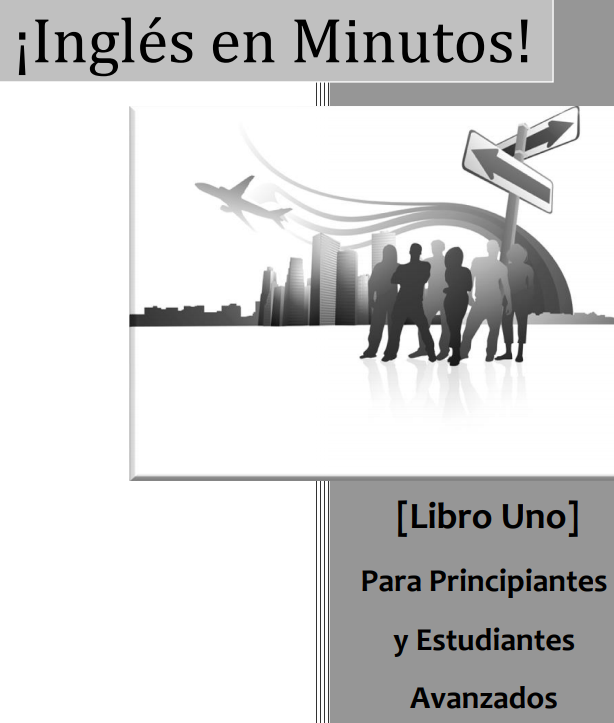 ¡Inglés en Minutos!
[Libro Uno]
Para Principiantes
y Estudiantes
Avanzados